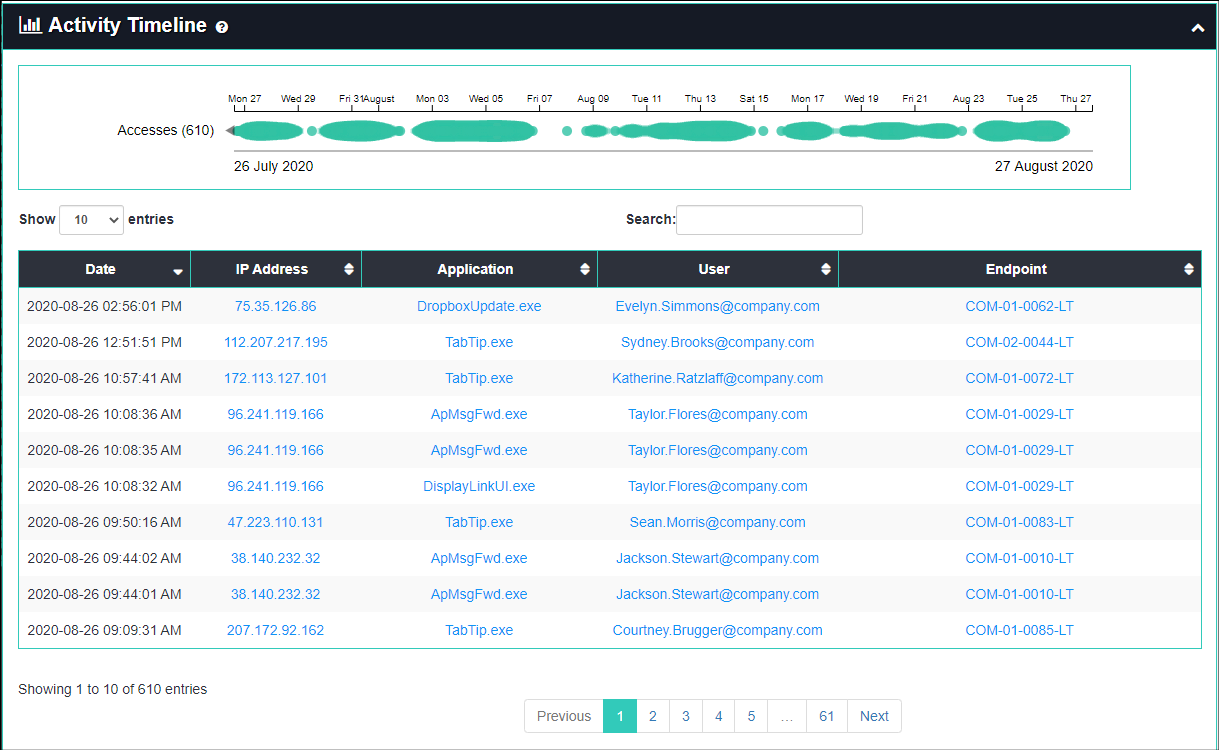 Activity Timeline ?
Mon 27 Wed 29 Fri 31 August Mon 03 Wed 05 Fri 07 Aug 09 Tue 11 Thu 13 Sat 15 Mon 17 Wed 19 Fri 21 Aug 23 Tue 25 Thu 27
Accesses (610)
26 July 2020 27 August 2020
Show 10 entries Search:
Date IP Address Application User Endpoint
2020-08-26 02:56:01 PM 75.35.126.86 DropboxUpdate.exe Evelyn.Simmons@company.com COM-01-0062-LT
2020-08-26 12:51:51 PM 112.207.217.195 TabTip.exe Sydney.Brooks@company.com COM-02-0044-LT
2020-08-26 10:57:41 AM 172.113.127.101 TabTip.exe Katherine.Ratzlaff@company.com COM-01-0072-LT
2020-08-26 10:08:36 AM 96.241.119.166 ApMsgFwd.exe Taylor.Flores@company.com COM-01-0029-LT
2020-08-26 10:08:35 AM 96.241.119.166 ApMsgFwd.exe Taylor.Flores@company.com COM-01-0029-LT
2020-08-26 10:08:32 AM 96.241.119.166 DisplayLinkUI.exe Taylor.Flores@company.com COM-01-0029-LT
2020-08-26 09:50:16 AM 47.223.110.131 TabTip.exe Sean.Morris@company.com COM-01-0083-LT
2020-08-26 09:44:02 AM 38.140.232.32 ApMsgFwd.exe Jackson.Stewart@company.com COM-01-0010-LT
2020-08-26 09:44:01 AM 38.140.232.32 ApMsgFwd.exe Jackson.Stewart@company.com COM-01-0010-LT
2020-08-26 09:09:31 AM 207.172.92.162 TabTip.exe Courtney.Brugger@company.com COM-01-0085-LT
Showing 1 to 10 of 610 entries
Previous 1 2 3 4 5 … 61 Next